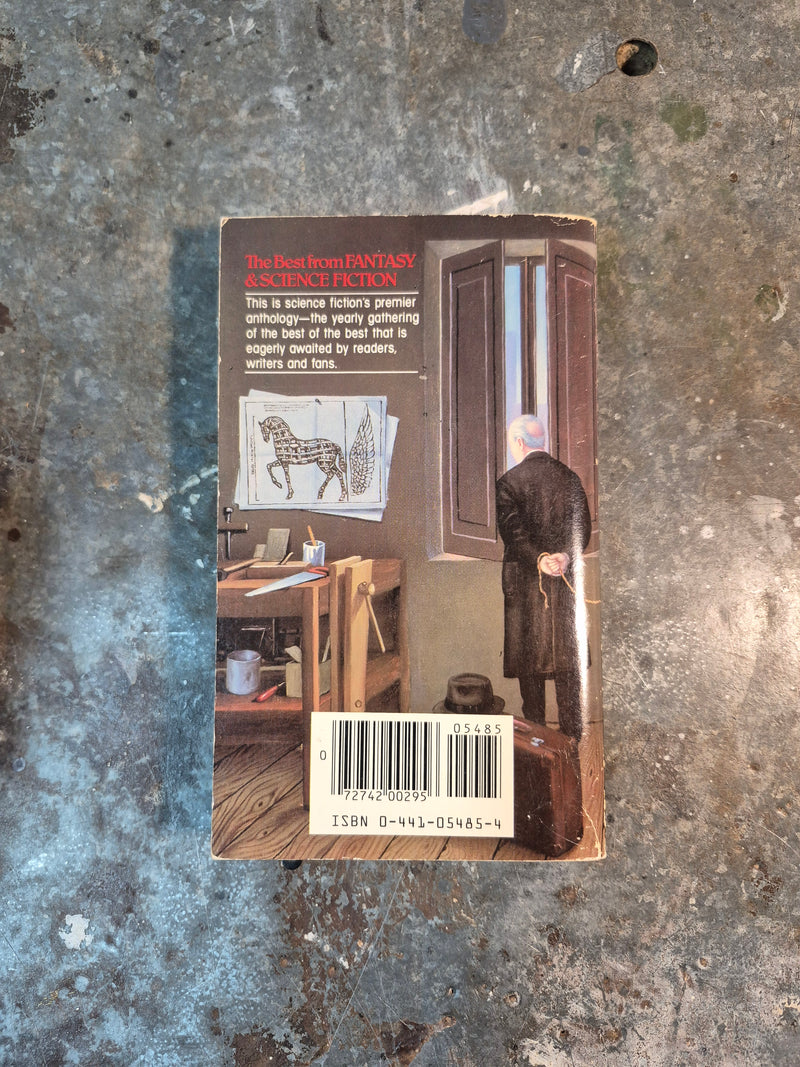 The Best from FANTASY
& SCIENCE FICTION
This is science fiction's premier
anthology—the yearly gathering
of the best of the best that is
eagerly awaited by readers,
writers and fans.
05485
0
72742 00295
ISBN 0-441-05485-4